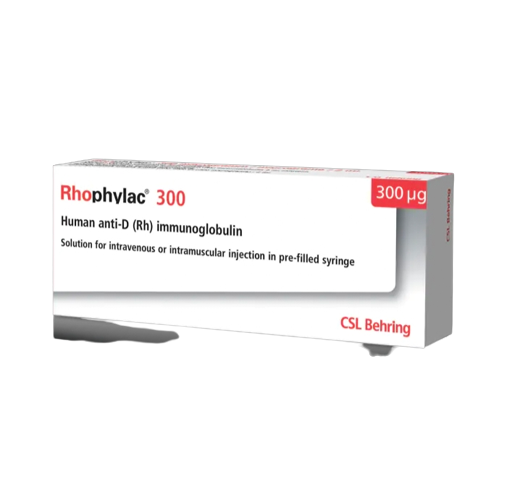 Rhophylac® 300
300 µg
Human anti-D (Rh) immunoglobulin
Solution for intravenous or intramuscular injection in pre-filled syringe
CSL Behring
CSL Behring